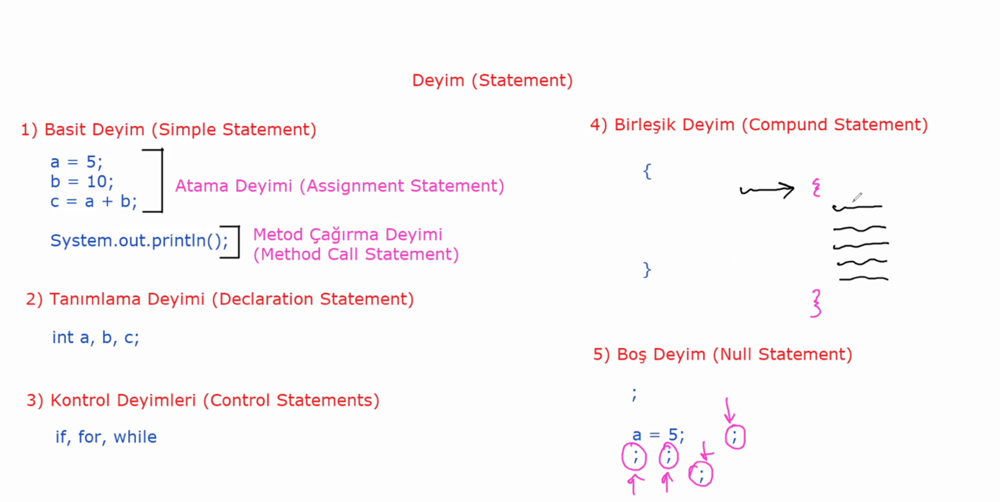 Deyim (Statement)
1) Basit Deyim (Simple Statement)
a = 5;
b = 10;
c = a + b;
Atama Deyimi (Assignment Statement)
System.out.println();
Metod Çağırma Deyimi
(Method Call Statement)
2) Tanımlama Deyimi (Declaration Statement)
int a, b, c;
3) Kontrol Deyimleri (Control Statements)
if, for, while
4) Birleşik Deyim (Compund Statement)
{
}
{
}
5) Boş Deyim (Null Statement)
;
a = 5; ;
; ;
;